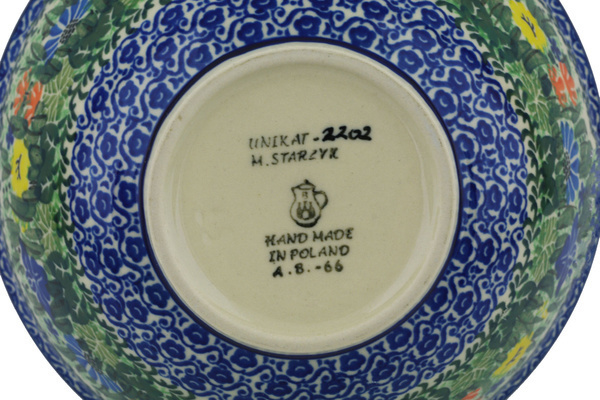 UNIKAT-2202
M. STARZYK
HAND MADE
IN POLAND
A.B.-66